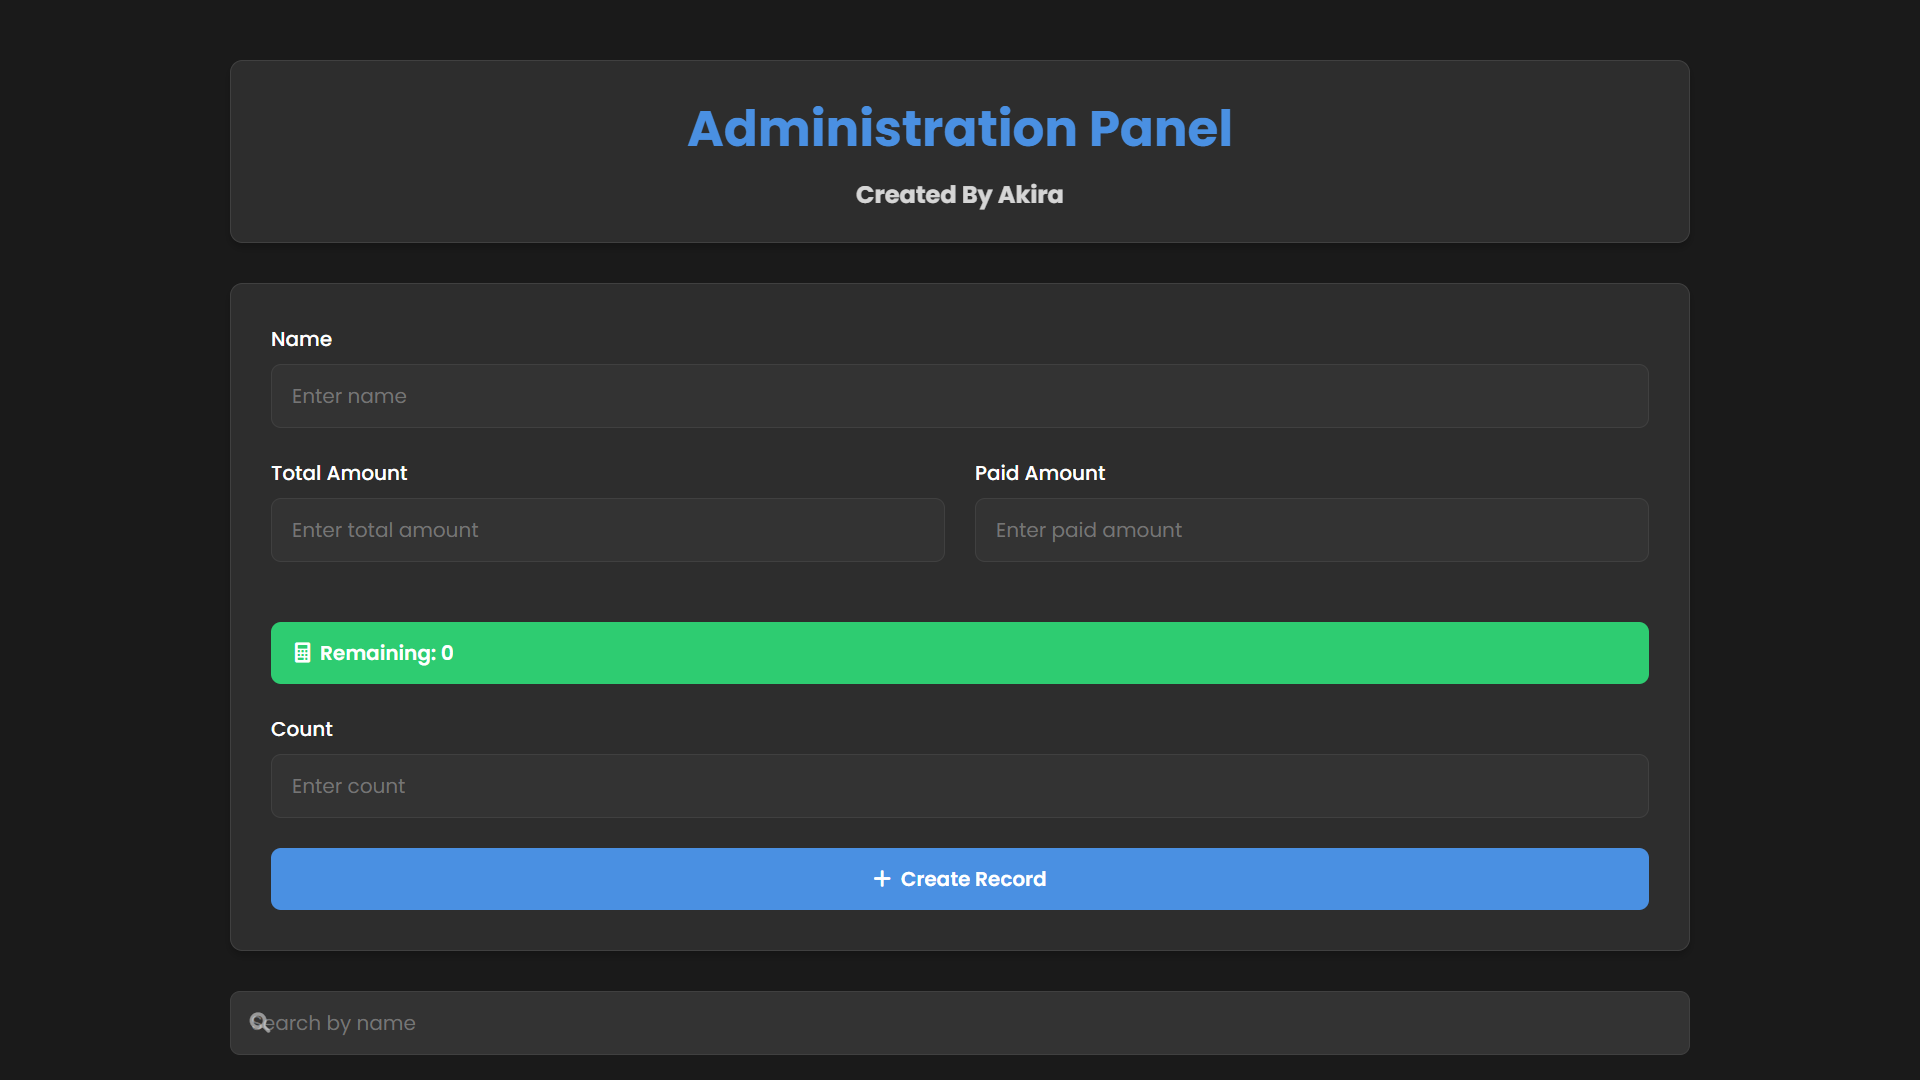 Administration Panel
Created By Akira
Name
Enter name
Total Amount
Paid Amount
Enter total amount
Enter paid amount
Remaining: 0
Count
Enter count
Create Record
Search by name